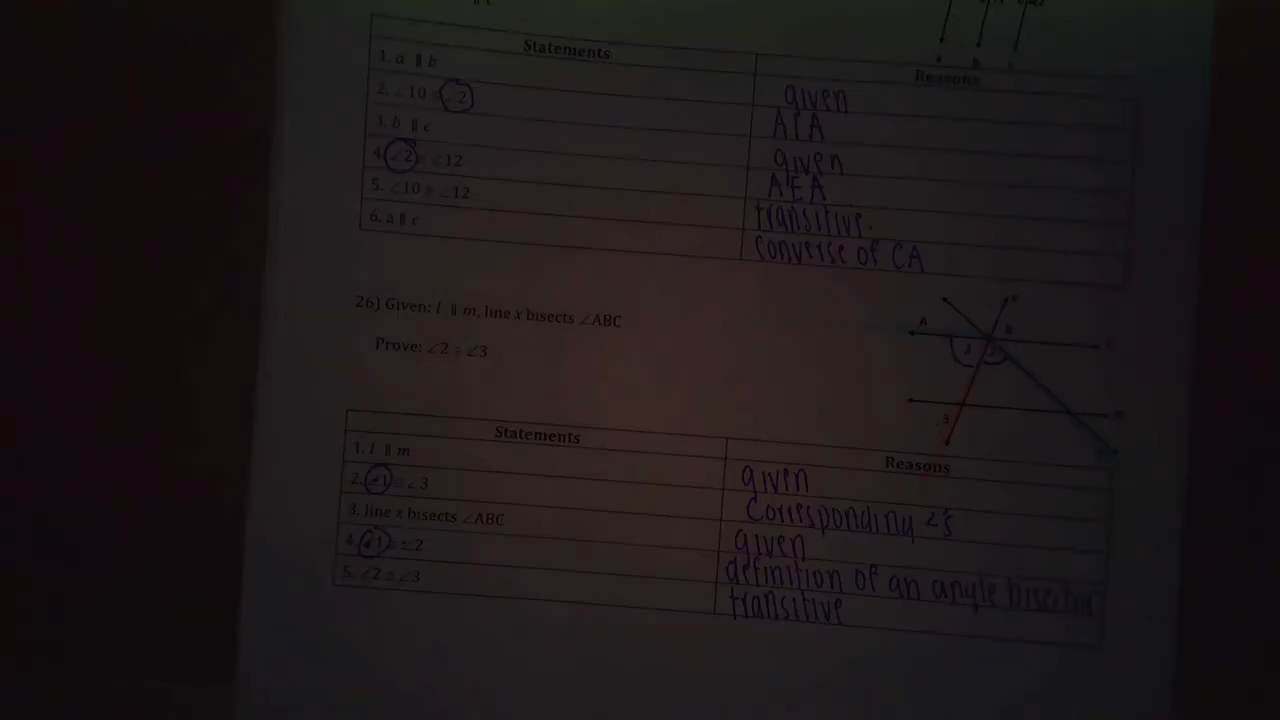 Statements Reasons
1. a ∥ b given
2. ∠10 ≅ ∠2 AIA
3. b ∥ c given
4. ∠2 ≅ ∠12 AEA
5. ∠10 ≅ ∠12 transitive.
6. a ∥ c converse of CA
26) Given: l ∥ m, line x bisects ∠ABC
Prove: ∠2 ≅ ∠3
A B
3
Statements Reasons
1. l ∥ m given
2. ∠1 ≅ ∠3 Corresponding ∠'s
3. line x bisects ∠ABC given
4. ∠1 ≅ ∠2 definition of an angle bisector
5. ∠2 ≅ ∠3 transitive